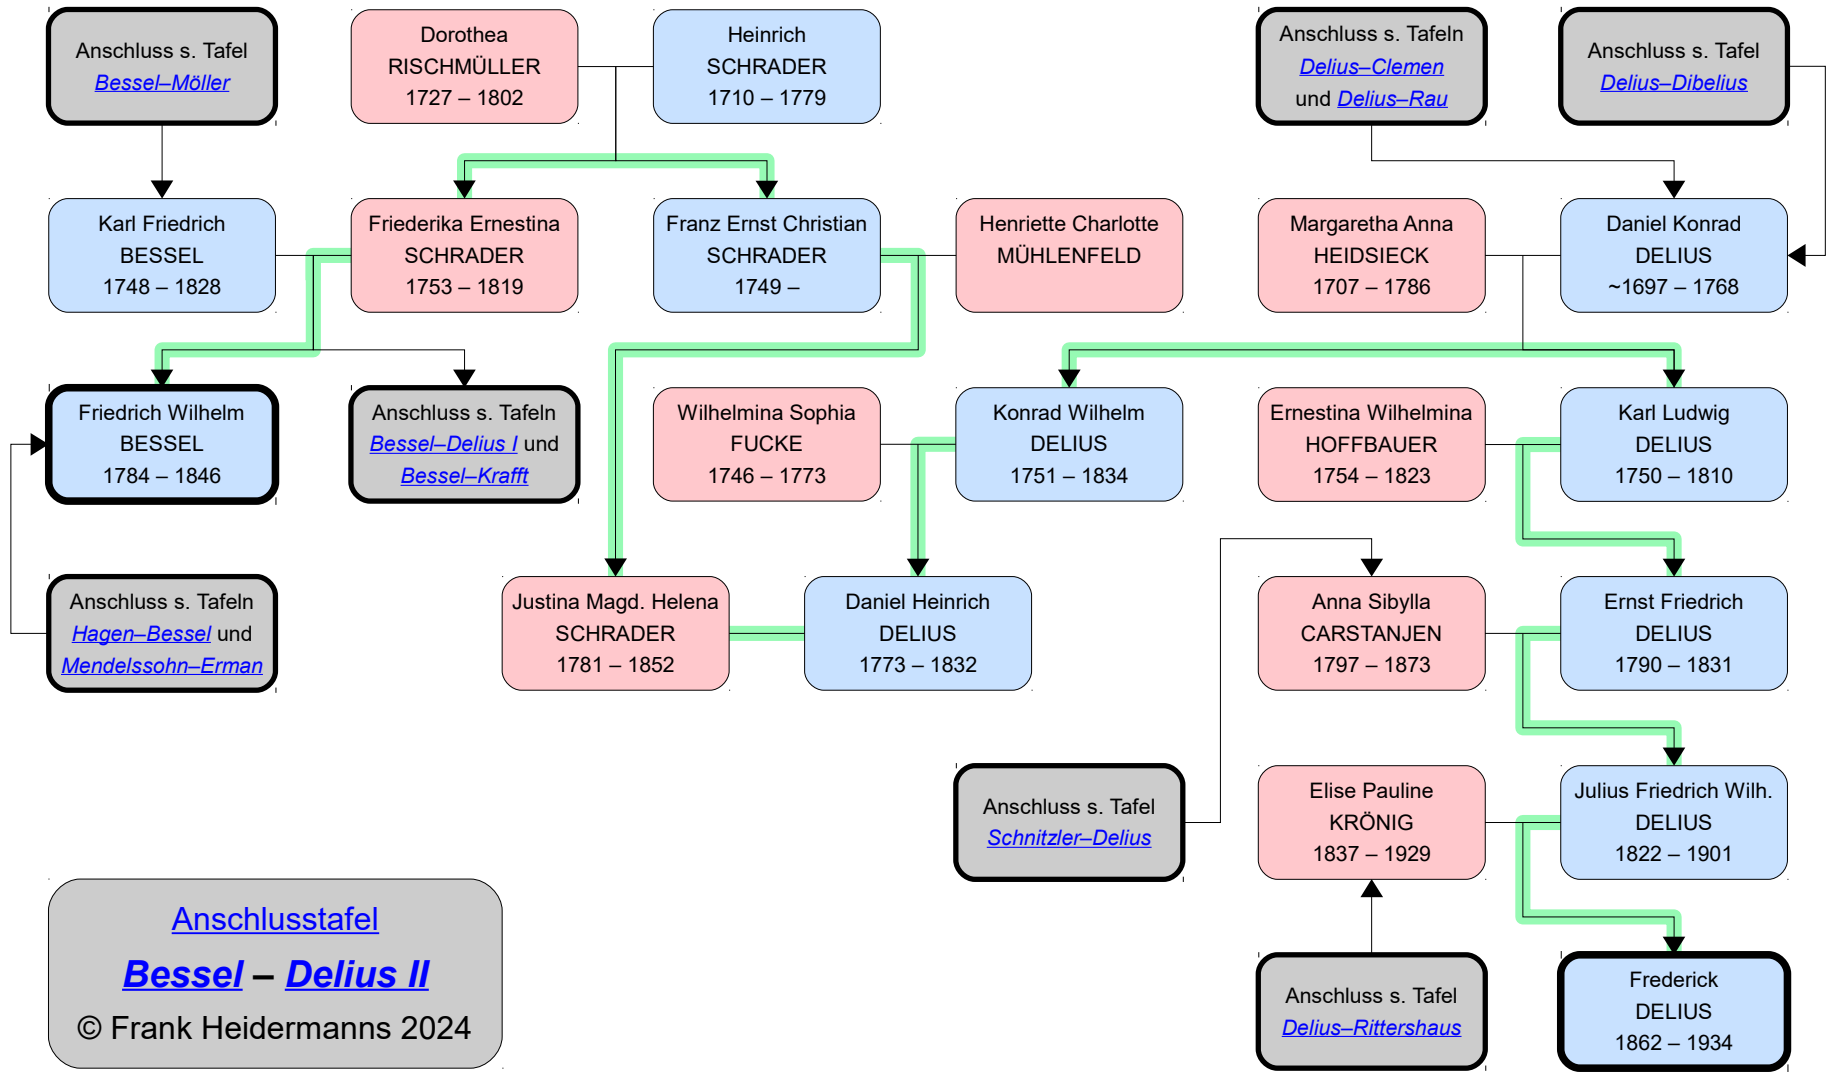 Anschluss s. Tafel
Bessel–Möller
Dorothea
RISCHMÜLLER
1727 – 1802
Heinrich
SCHRADER
1710 – 1779
Anschluss s. Tafeln
Delius–Clemen
und Delius–Rau
Anschluss s. Tafel
Delius–Dibelius
Karl Friedrich
BESSEL
1748 – 1828
Friederika Ernestina
SCHRADER
1753 – 1819
Franz Ernst Christian
SCHRADER
1749 –
Henriette Charlotte
MÜHLENFELD
Margaretha Anna
HEIDSIECK
1707 – 1786
Daniel Konrad
DELIUS
~1697 – 1768
Friedrich Wilhelm
BESSEL
1784 – 1846
Anschluss s. Tafeln
Bessel–Delius I und
Bessel–Krafft
Wilhelmina Sophia
FUCKE
1746 – 1773
Konrad Wilhelm
DELIUS
1751 – 1834
Ernestina Wilhelmina
HOFFBAUER
1754 – 1823
Karl Ludwig
DELIUS
1750 – 1810
Anschluss s. Tafeln
Hagen–Bessel und
Mendelssohn–Erman
Justina Magd. Helena
SCHRADER
1781 – 1852
Daniel Heinrich
DELIUS
1773 – 1832
Anna Sibylla
CARSTANJEN
1797 – 1873
Ernst Friedrich
DELIUS
1790 – 1831
Anschluss s. Tafel
Schnitzler–Delius
Elise Pauline
KRÖNIG
1837 – 1929
Julius Friedrich Wilh.
DELIUS
1822 – 1901
Anschlusstafel
Bessel – Delius II
© Frank Heidermanns 2024
Anschluss s. Tafel
Delius–Rittershaus
Frederick
DELIUS
1862 – 1934